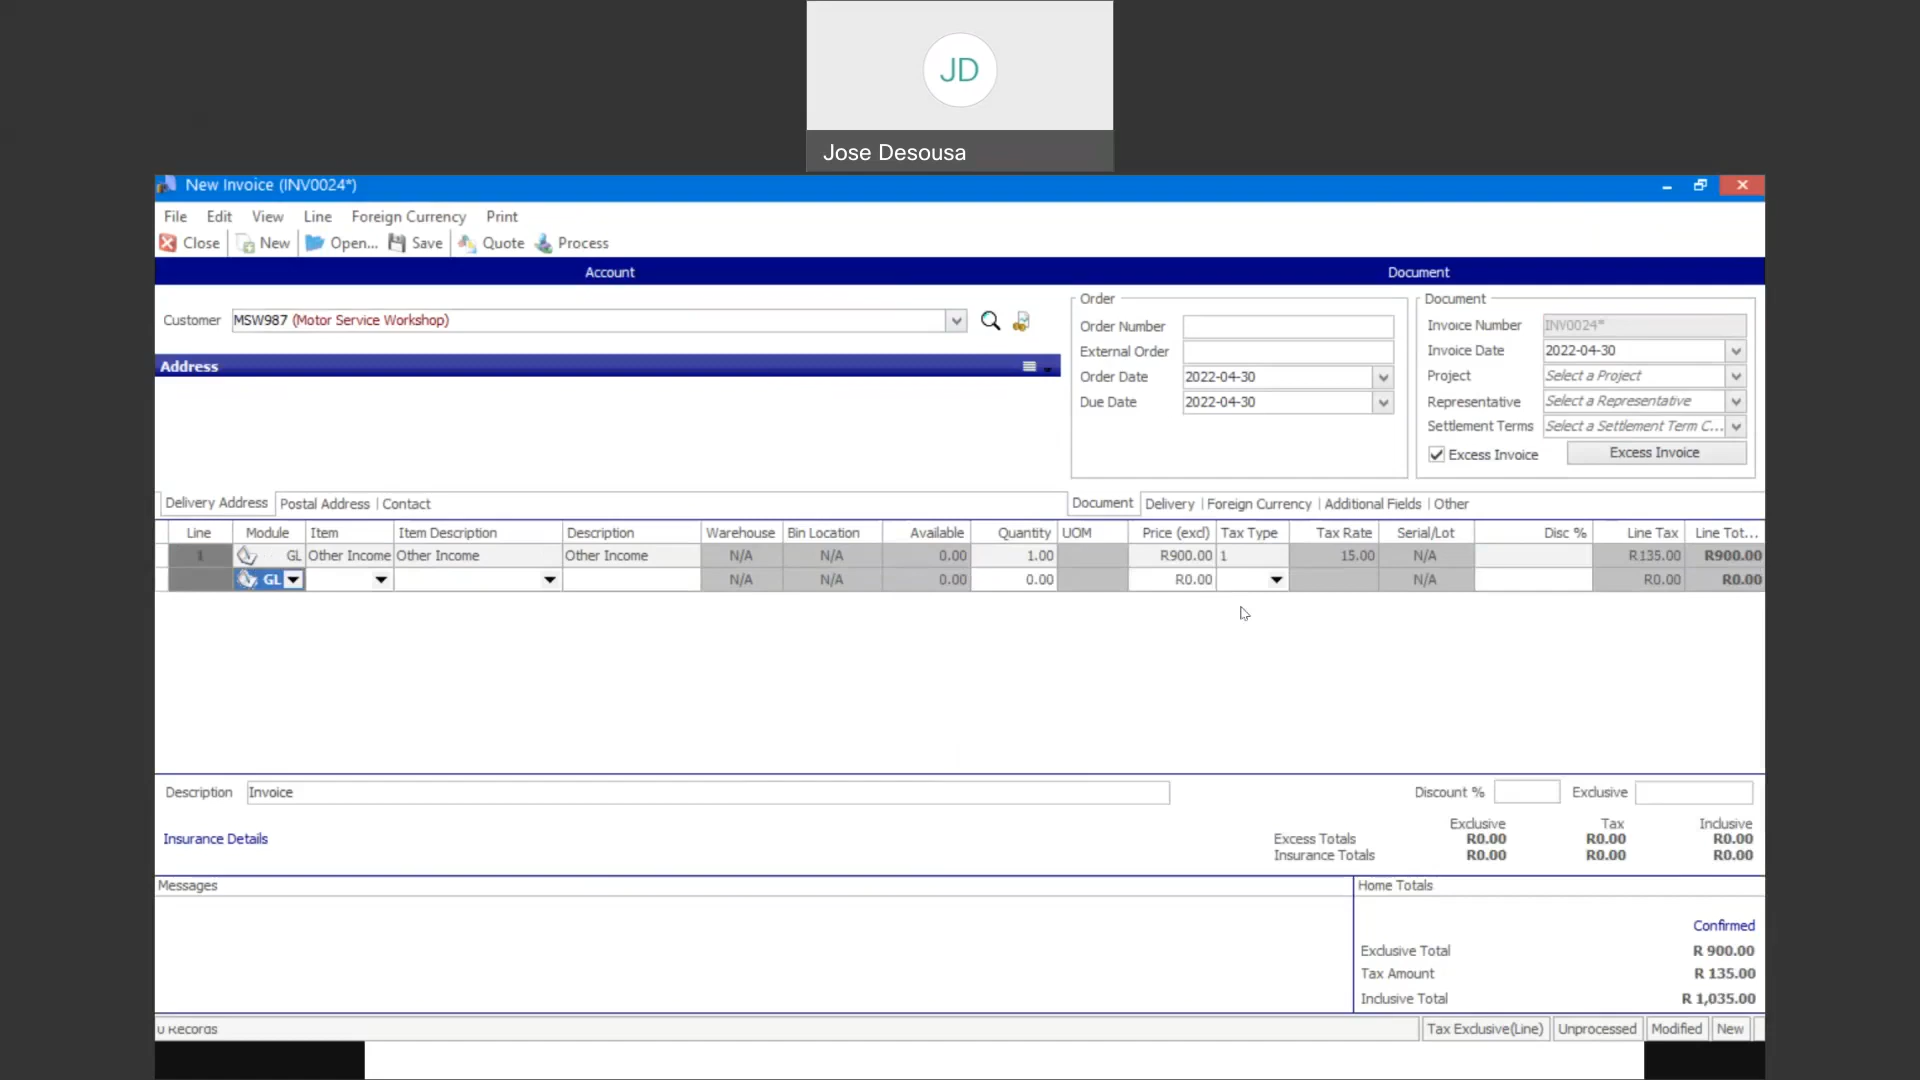 JD
Jose Desousa
New Invoice (INV0024*)
File Edit View Line Foreign Currency Print
Close New Open... Save Quote Process
Account Document
Customer MSW987 (Motor Service Workshop)
Address
Order
Order Number
External Order
Order Date 2022-04-30
Due Date 2022-04-30
Document
Invoice Number INV0024*
Invoice Date 2022-04-30
Project Select a Project
Representative Select a Representative
Settlement Terms Select a Settlement Term C...
Excess Invoice Excess Invoice
Delivery Address Postal Address | Contact Document Delivery | Foreign Currency | Additional Fields | Other
Line Module Item Item Description Description Warehouse Bin Location Available Quantity UOM Price (excl) Tax Type Tax Rate Serial/Lot Disc % Line Tax Line Tot...
1 GL Other Income Other Income Other Income N/A N/A 0.00 1.00 R900.00 1 15.00 N/A R135.00 R900.00
GL N/A N/A 0.00 0.00 R0.00 N/A R0.00 R0.00
Description Invoice Discount % Exclusive
Insurance Details
Exclusive Tax Inclusive
Excess Totals R0.00 R0.00 R0.00
Insurance Totals R0.00 R0.00 R0.00
Messages
Home Totals
Confirmed
Exclusive Total R 900.00
Tax Amount R 135.00
Inclusive Total R 1,035.00
0 Records Tax Exclusive(Line) Unprocessed Modified New